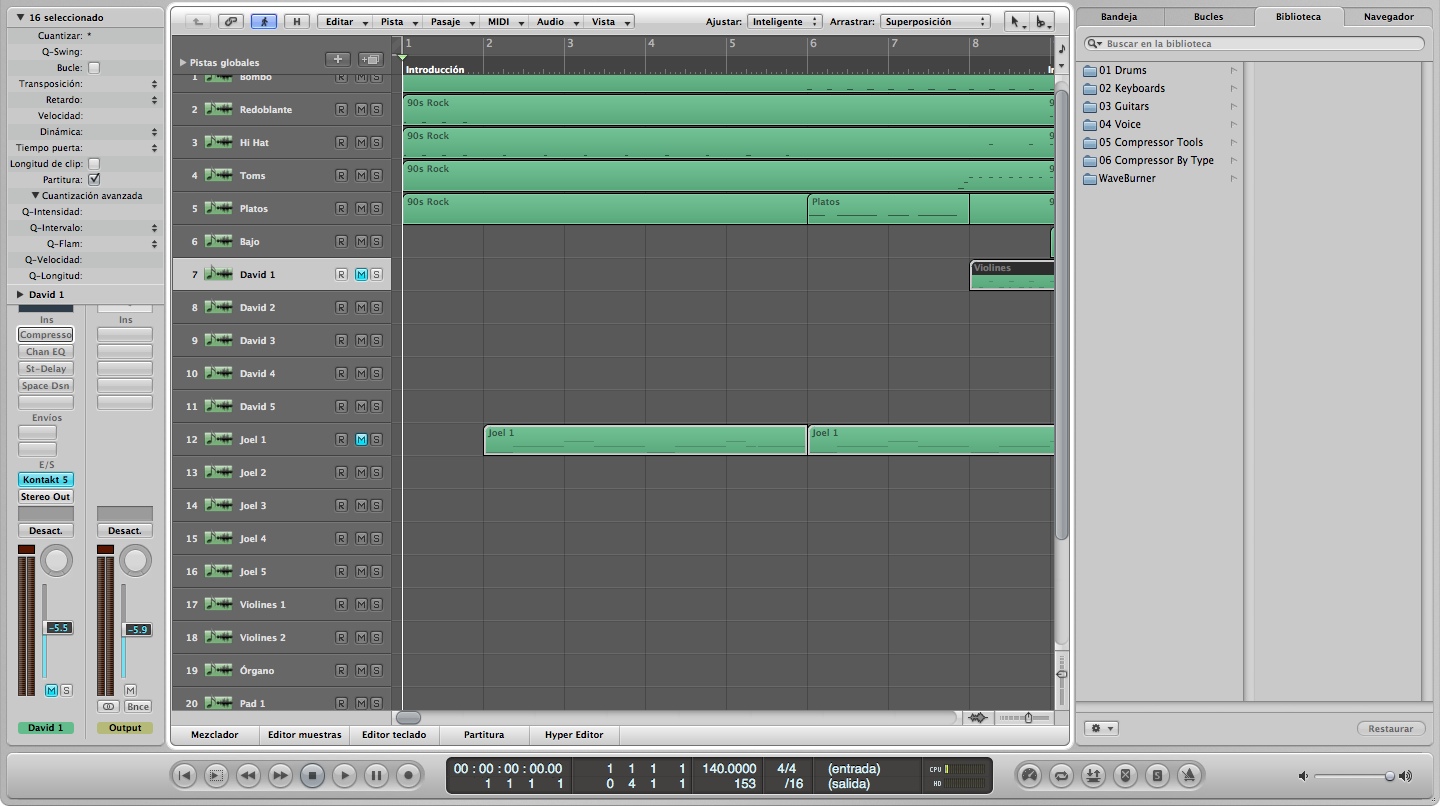 16 seleccionado
Cuantizar: *
Q-Swing:
Bucle:
Transposición:
Retardo:
Velocidad:
Dinámica:
Tiempo puerta:
Longitud de clip:
Partitura:
Cuantización avanzada
Q-Intensidad:
Q-Intervalo:
Q-Flam:
Q-Velocidad:
Q-Longitud:
David 1
Ins Ins
Compresso
Chan EQ
St-Delay
Space Dsn
Envíos
E/S
Kontakt 5
Stereo Out
Desact. Desact.
-5.5 -5.9
M S M
Bnce
David 1 Output
H Editar Pista Pasaje MIDI Audio Vista Ajustar: Inteligente Arrastrar: Superposición
Pistas globales
1 2 3 4 5 6 7 8
Introducción
1 Bombo R M S
2 Redoblante R M S 90s Rock 9
3 Hi Hat R M S 90s Rock 9
4 Toms R M S 90s Rock 9
5 Platos R M S 90s Rock Platos 9
6 Bajo R M S
7 David 1 R M S Violines
8 David 2 R M S
9 David 3 R M S
10 David 4 R M S
11 David 5 R M S
12 Joel 1 R M S Joel 1 Joel 1
13 Joel 2 R M S
14 Joel 3 R M S
15 Joel 4 R M S
16 Joel 5 R M S
17 Violines 1 R M S
18 Violines 2 R M S
19 Órgano R M S
20 Pad 1 R M S
Mezclador Editor muestras Editor teclado Partitura Hyper Editor
Bandeja Bucles Biblioteca Navegador
Buscar en la biblioteca
01 Drums
02 Keyboards
03 Guitars
04 Voice
05 Compressor Tools
06 Compressor By Type
WaveBurner
Restaurar
00 : 00 : 00 : 00.00 1 1 1 1 140.0000 4/4 (entrada) CPU
1 1 1 1 0 4 1 1 153 /16 (salida) HD
S